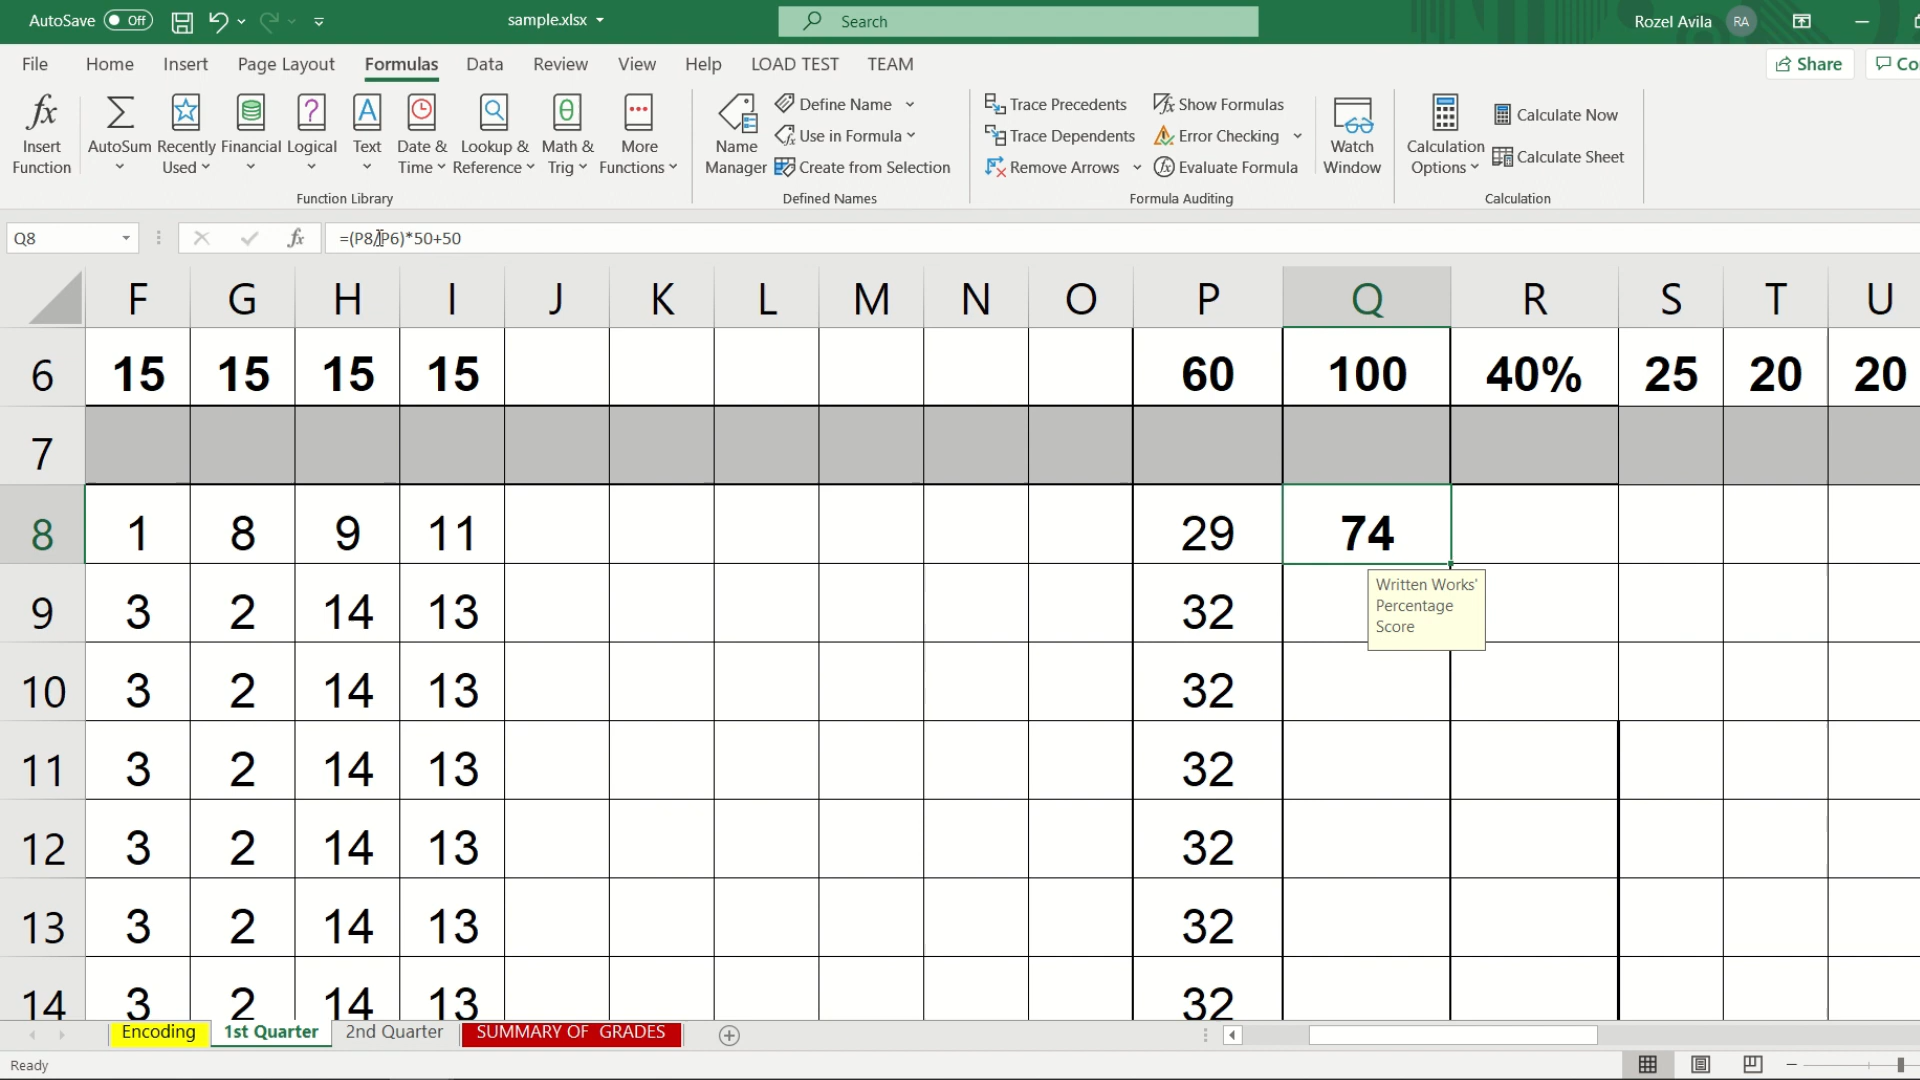 AutoSave Off sample.xlsx Search Rozel Avila RA
File Home Insert Page Layout Formulas Data Review View Help LOAD TEST TEAM Share Co
Insert Function
AutoSum
Recently Used
Financial
Logical
Text
Date & Time
Lookup & Reference
Math & Trig
More Functions
Function Library
Name Manager
Define Name
Use in Formula
Create from Selection
Defined Names
Trace Precedents
Trace Dependents
Remove Arrows
Show Formulas
Error Checking
Evaluate Formula
Formula Auditing
Watch Window
Calculation Options
Calculate Now
Calculate Sheet
Calculation
Q8 fx =(P8/P6)*50+50
F G H I J K L M N O P Q R S T U
6 15 15 15 15 60 100 40% 25 20 20
7
8 1 8 9 11 29 74
Written Works'
Percentage
Score
9 3 2 14 13 32
10 3 2 14 13 32
11 3 2 14 13 32
12 3 2 14 13 32
13 3 2 14 13 32
14 3 2 14 13 32
Encoding 1st Quarter 2nd Quarter SUMMARY OF GRADES
Ready